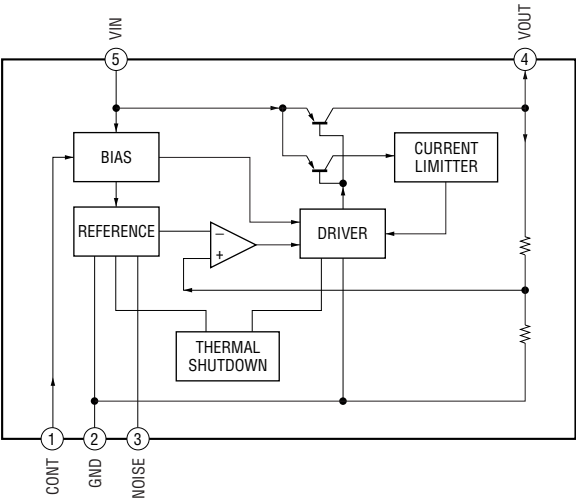 VIN
VOUT
5
4
BIAS
CURRENT
LIMITTER
REFERENCE
−
+
DRIVER
THERMAL
SHUTDOWN
1
2
3
CONT
GND
NOISE